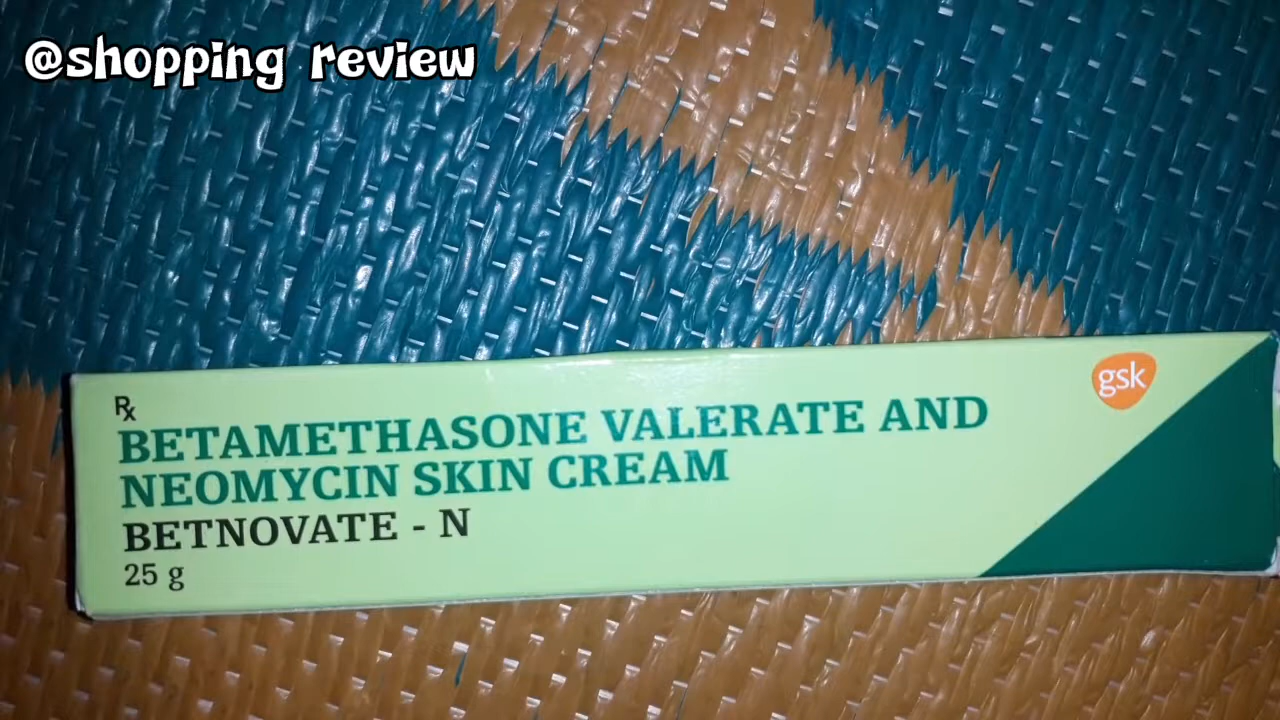 @shopping review
gsk
Rx
BETAMETHASONE VALERATE AND
NEOMYCIN SKIN CREAM
BETNOVATE - N
25 g